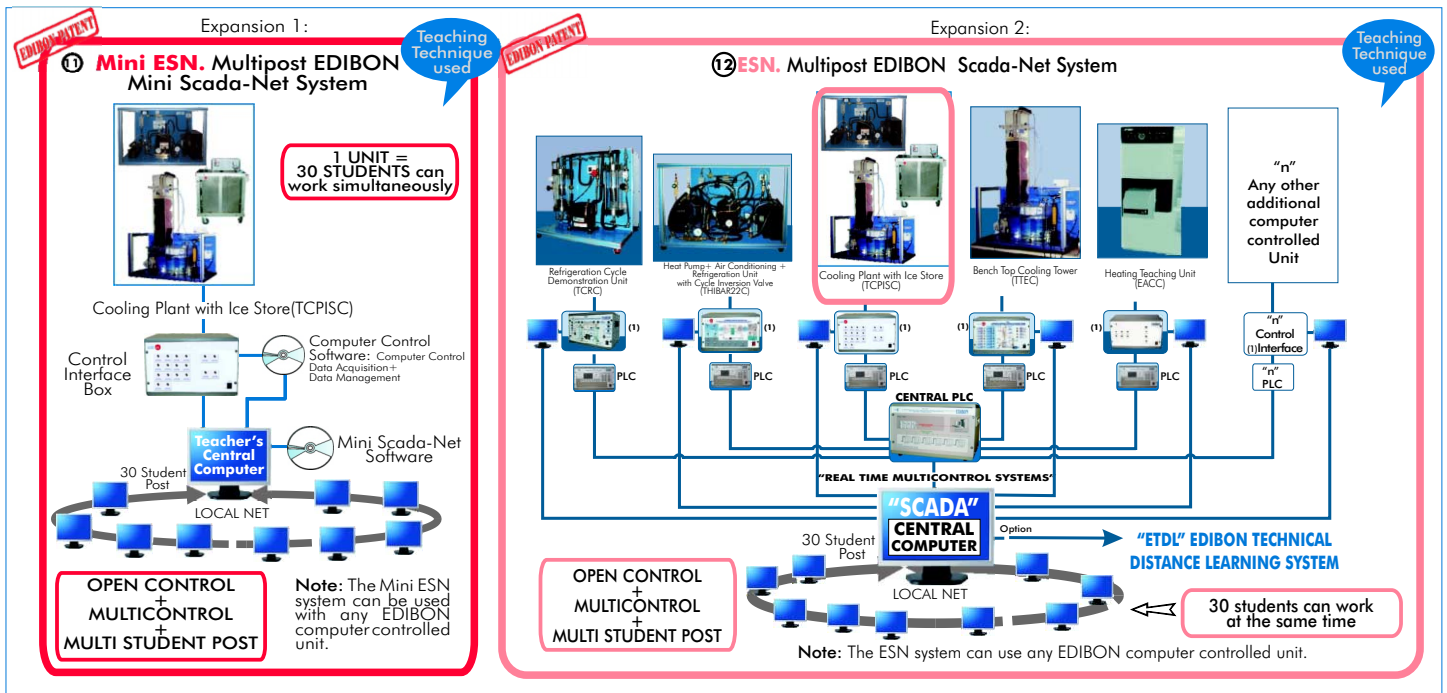 Expansion 1:
EDIBON PATENT
Teaching
Technique
used
11 Mini ESN. Multipost EDIBON
Mini Scada-Net System
1 UNIT =
30 STUDENTS can
work simultaneously
Cooling Plant with Ice Store(TCPISC)
Control
Interface
Box
Computer Control
Software: Computer Control
Data Acquisition+
Data Management
Teacher's
Central
Computer
Mini Scada-Net
Software
30 Student
Post
LOCAL NET
OPEN CONTROL
+
MULTICONTROL
+
MULTI STUDENT POST
Note: The Mini ESN
system can be used
with any EDIBON
computer controlled
unit.
Expansion 2:
EDIBON PATENT
Teaching
Technique
used
12 ESN. Multipost EDIBON Scada-Net System
Refrigeration Cycle
Demonstration Unit
(TCRC)
Heat Pump+ Air Conditioning +
Refrigeration Unit
with Cycle Inversion Valve
(THIBAR22C)
Cooling Plant with Ice Store
(TCPISC)
Bench Top Cooling Tower
(TTEC)
Heating Teaching Unit
(EACC)
"n"
Any other
additional
computer
controlled
Unit
(1)
(1)
(1)
(1)
(1)
"n"
Control
(1)Interface
PLC
PLC
PLC
PLC
PLC
"n"
PLC
CENTRAL PLC
"REAL TIME MULTICONTROL SYSTEMS"
"SCADA"
CENTRAL
COMPUTER
Option
"ETDL" EDIBON TECHNICAL
DISTANCE LEARNING SYSTEM
30 Student
Post
LOCAL NET
OPEN CONTROL
+
MULTICONTROL
+
MULTI STUDENT POST
30 students can work
at the same time
Note: The ESN system can use any EDIBON computer controlled unit.